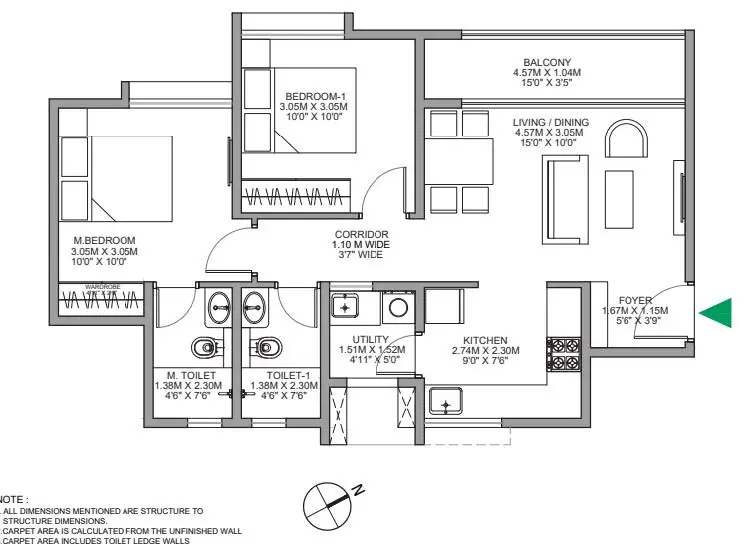 BALCONY
4.57M X 1.04M
15'0" X 3'5"
BEDROOM-1
3.05M X 3.05M
10'0" X 10'0"
LIVING / DINING
4.57M X 3.05M
15'0" X 10'0"
M.BEDROOM
3.05M X 3.05M
10'0" X 10'0"
CORRIDOR
1.10 M WIDE
3'7" WIDE
WARDROBE
FOYER
1.67M X 1.15M
5'6" X 3'9"
UTILITY
1.51M X 1.52M
4'11" X 5'0"
KITCHEN
2.74M X 2.30M
9'0" X 7'6"
M. TOILET
1.38M X 2.30M
4'6" X 7'6"
TOILET-1
1.38M X 2.30M
4'6" X 7'6"
N
NOTE :
ALL DIMENSIONS MENTIONED ARE STRUCTURE TO
STRUCTURE DIMENSIONS.
CARPET AREA IS CALCULATED FROM THE UNFINISHED WALL
CARPET AREA INCLUDES TOILET LEDGE WALLS